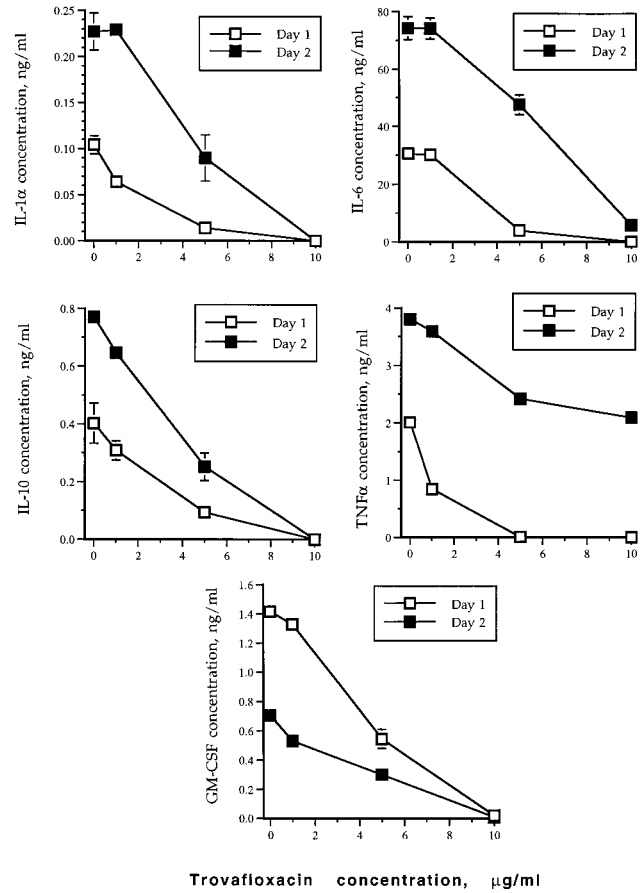 IL-1α concentration, ng/ml
0.25
0.20
0.15
0.10
0.05
0.00
0 2 4 6 8 10
Day 1
Day 2
IL-6 concentration, ng/ml
80
60
40
20
0
0 2 4 6 8 10
Day 1
Day 2
IL-10 concentration, ng/ml
0.8
0.6
0.4
0.2
0.0
0 2 4 6 8 10
Day 1
Day 2
TNFα concentration, ng/ml
4
3
2
1
0
0 2 4 6 8 10
Day 1
Day 2
GM-CSF concentration, ng/ml
1.6
1.4
1.2
1.0
0.8
0.6
0.4
0.2
0.0
0 2 4 6 8 10
Day 1
Day 2
Trovafloxacin concentration, µg/ml